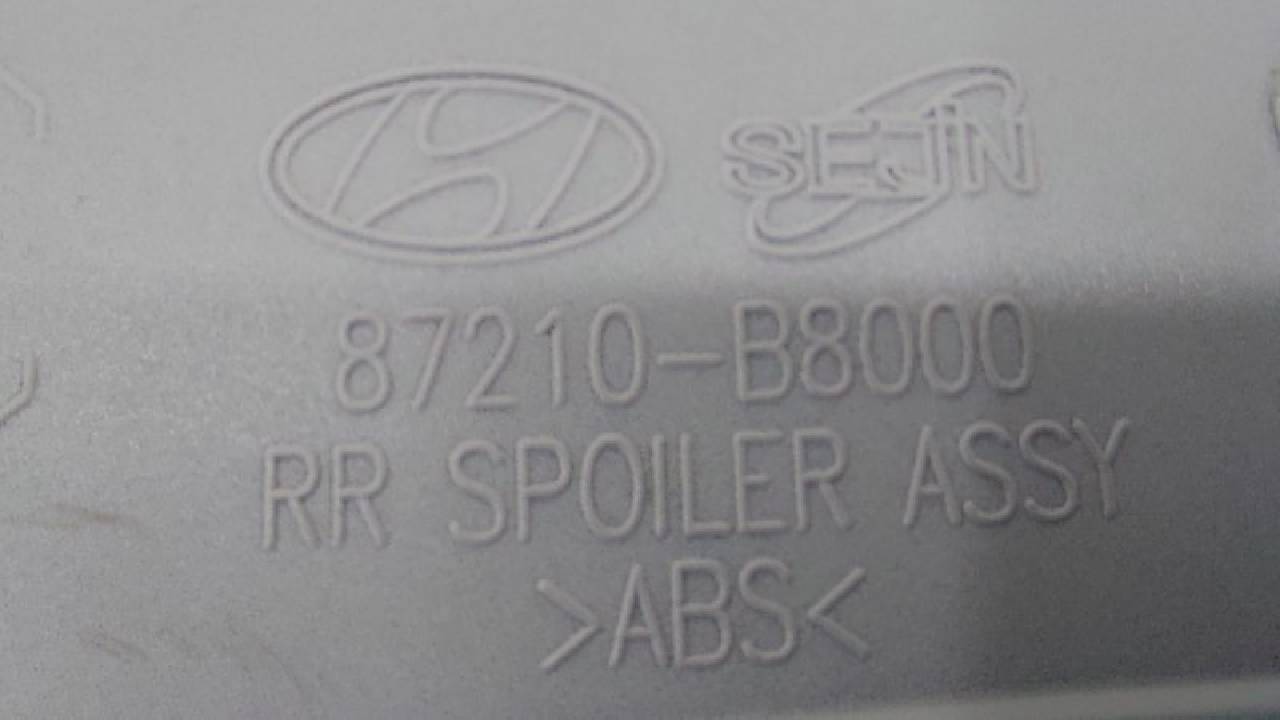 SEJIN
87210-B8000
RR SPOILER ASSY
>ABS<